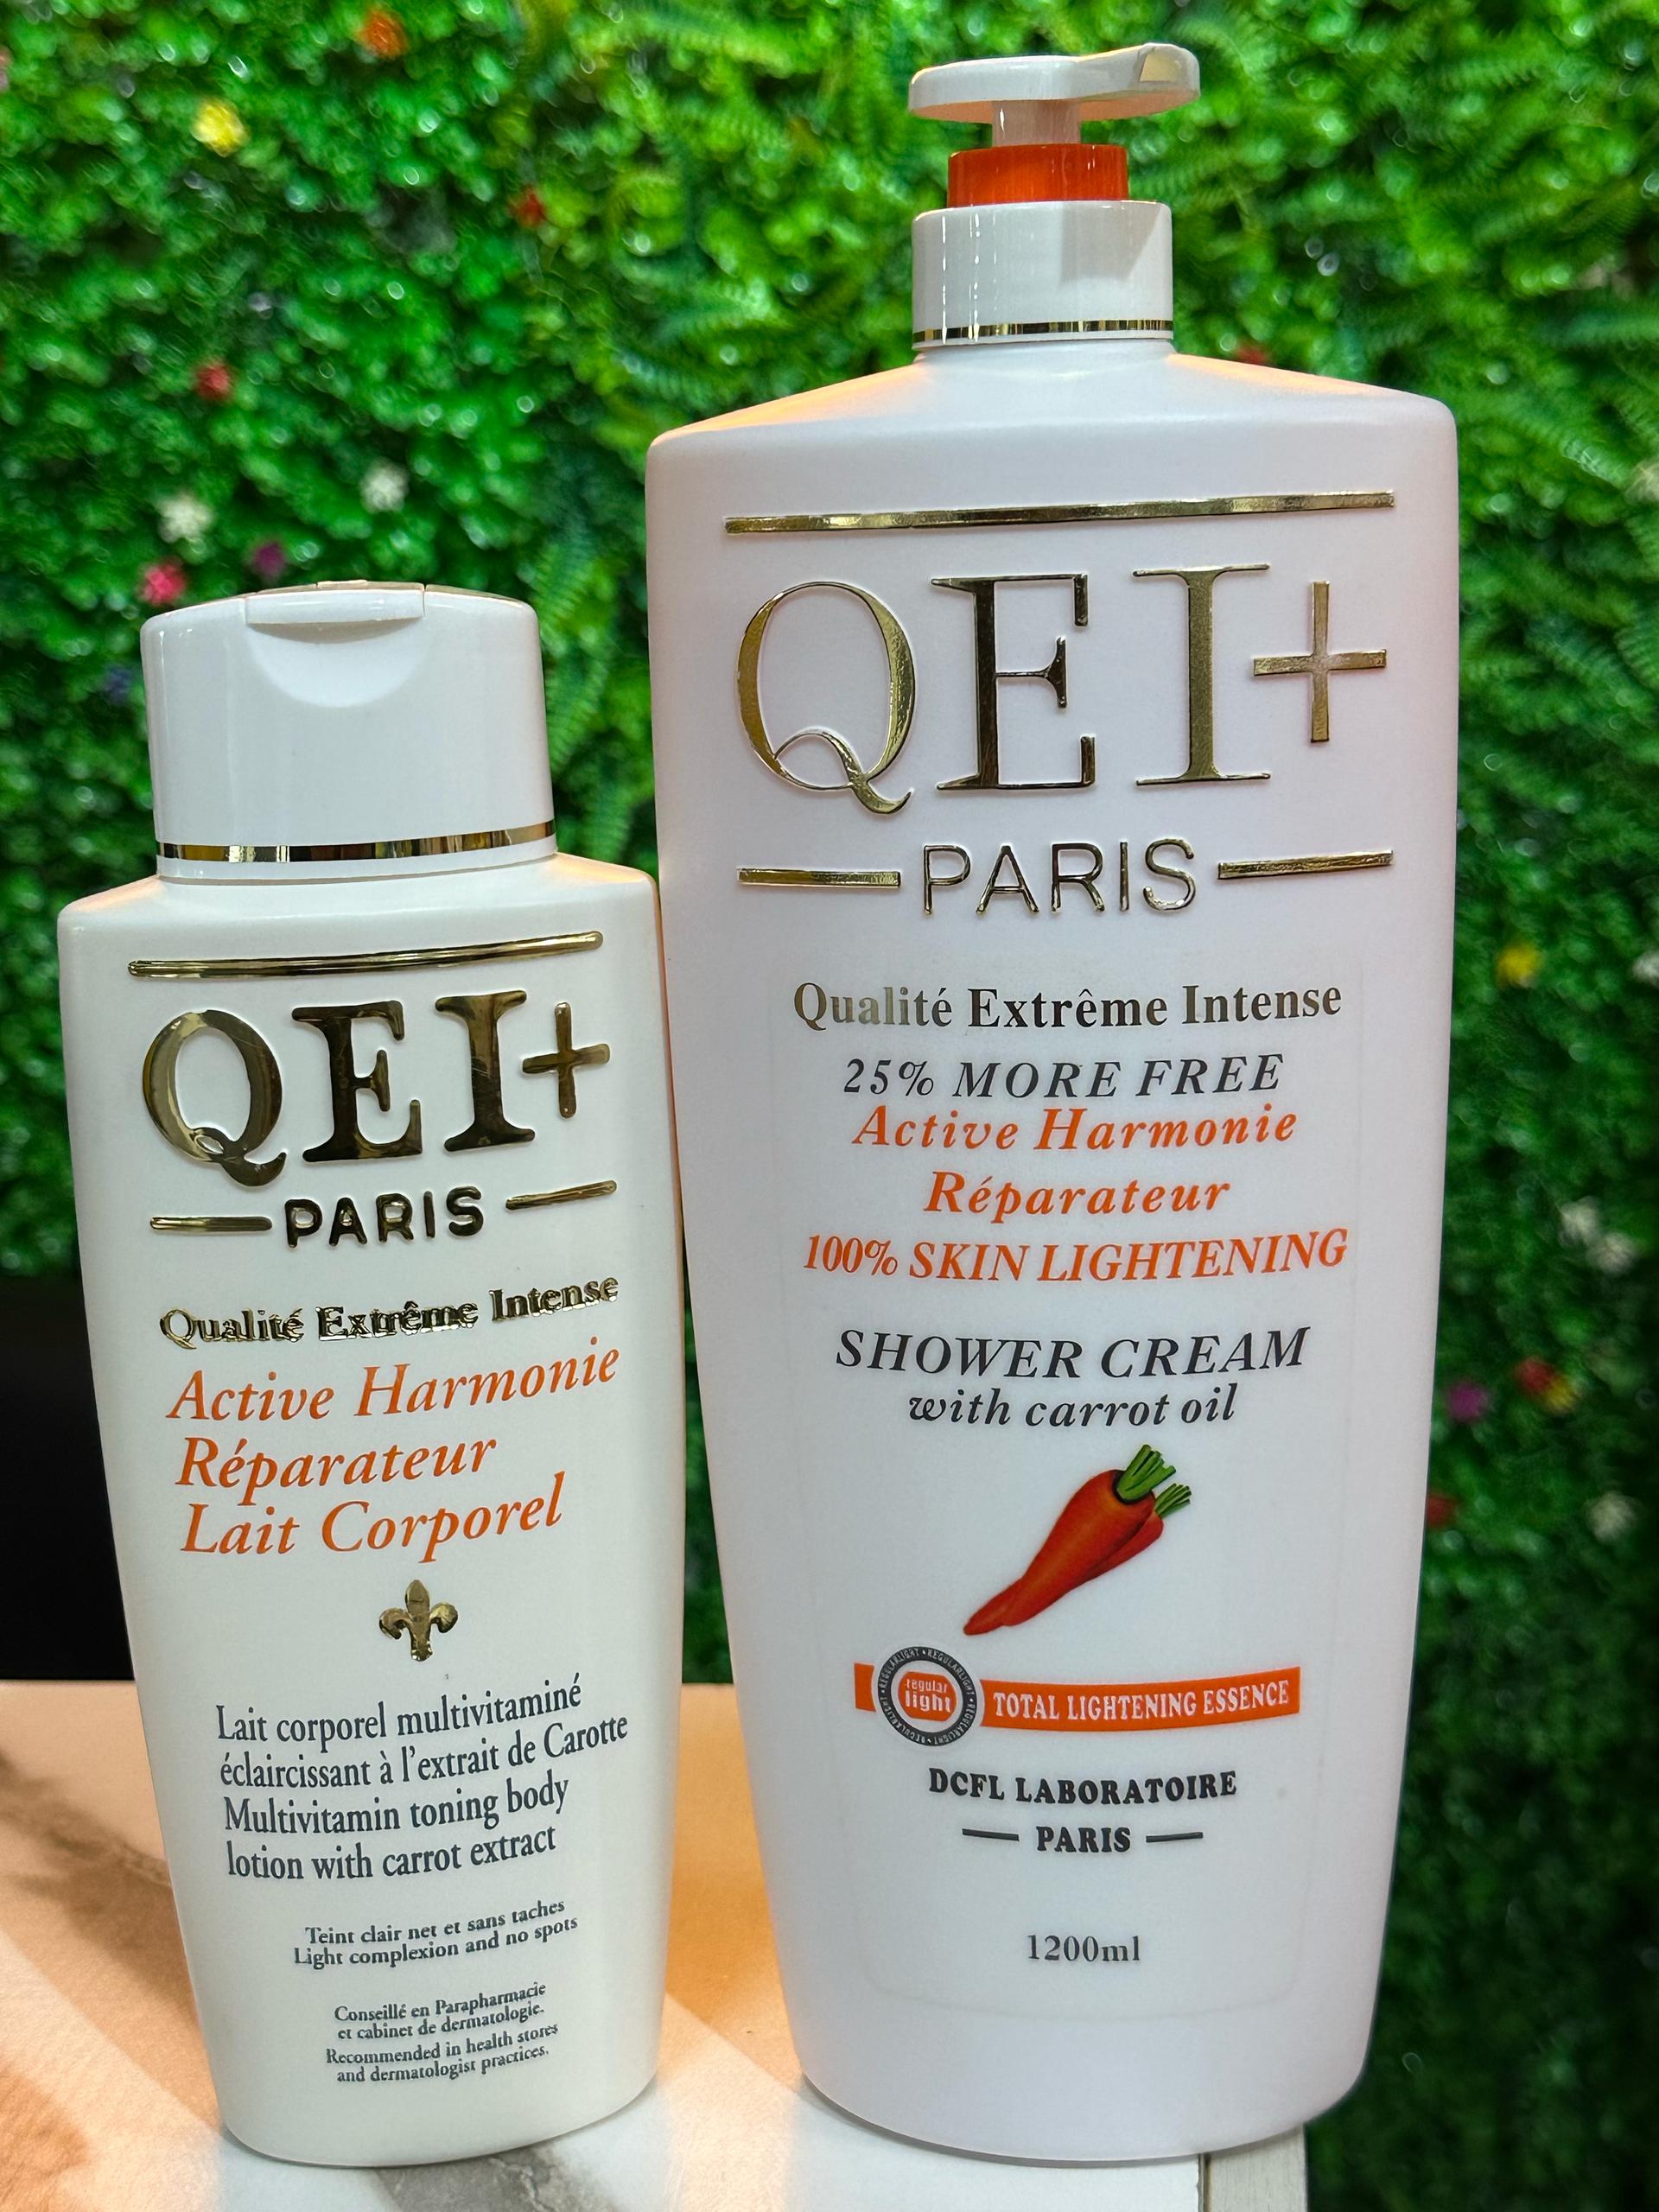 QEI+
PARIS
Qualité Extrême Intense
Active Harmonie
Réparateur
Lait Corporel
Lait corporel multivitaminé
éclaircissant à l'extrait de Carotte
Multivitamin toning body
lotion with carrot extract
Teint clair net et sans taches
Light complexion and no spots
Conseillé en Parapharmacie
et cabinet de dermatologie.
Recommended in health stores
and dermatologist practices.
QEI+
PARIS
Qualité Extrême Intense
25% MORE FREE
Active Harmonie
Réparateur
100% SKIN LIGHTENING
SHOWER CREAM
with carrot oil
regular
light
TOTAL LIGHTENING ESSENCE
DCFL LABORATOIRE
PARIS
1200ml